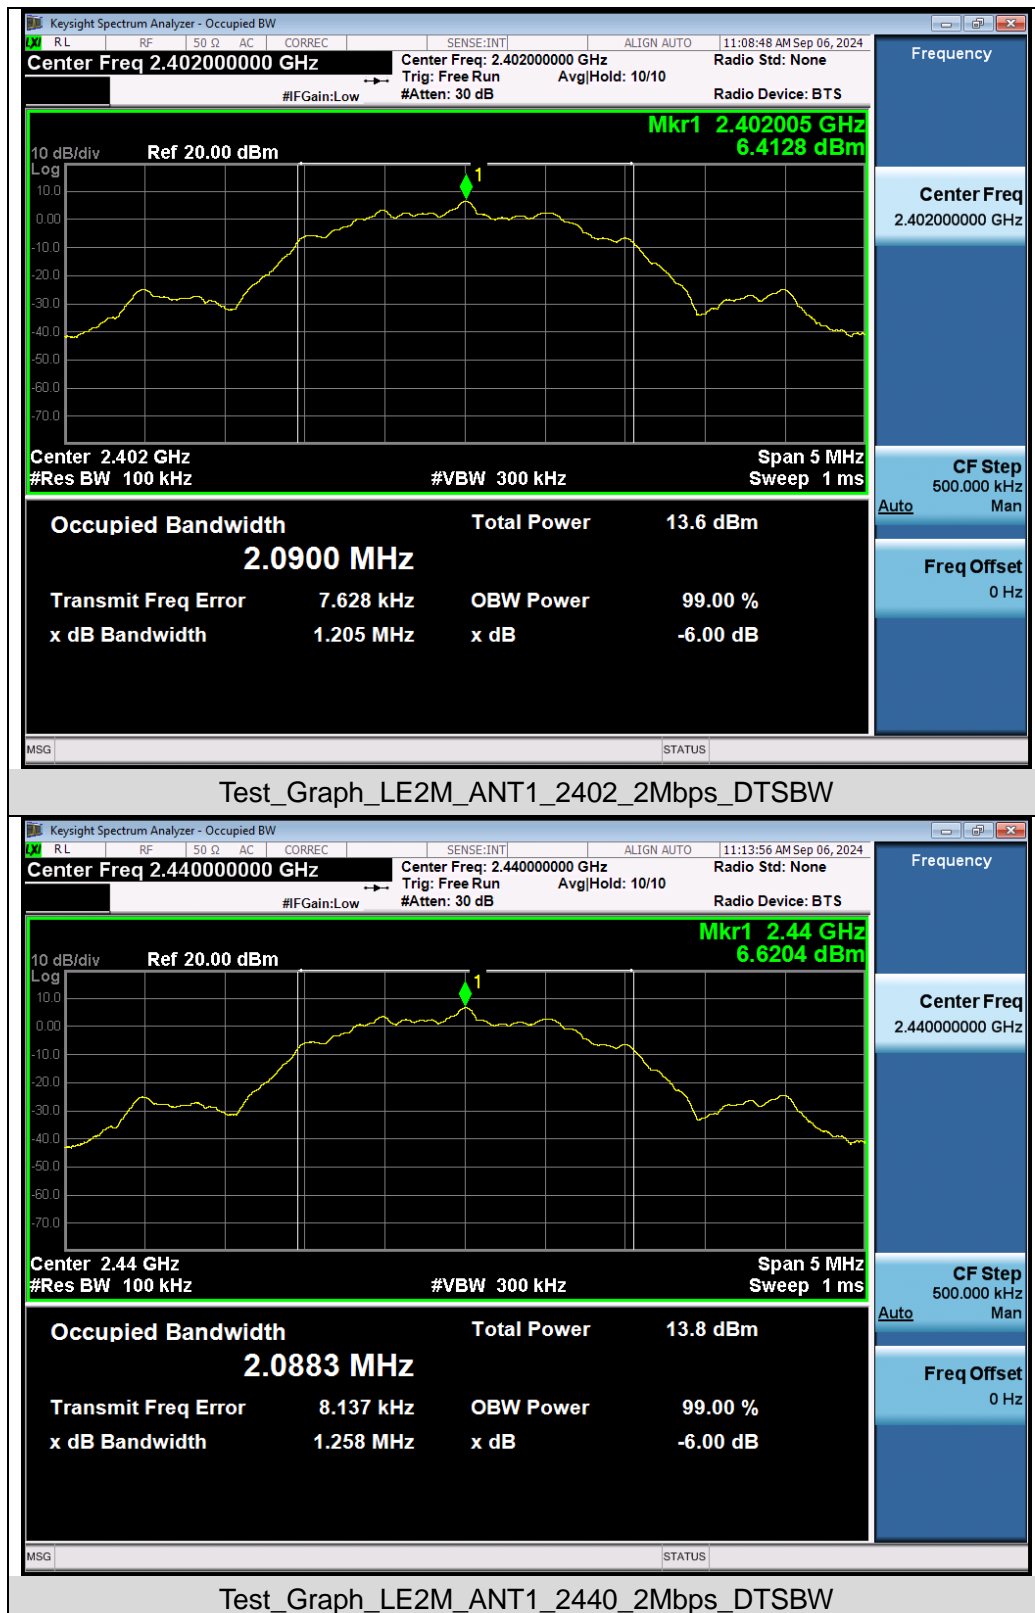 Keysight Spectrum Analyzer - Occupied BW
LXI RL RF 50 Ω AC CORREC SENSE:INT ALIGN AUTO 11:08:48 AM Sep 06, 2024
Center Freq 2.402000000 GHz
Center Freq: 2.402000000 GHz Radio Std: None
Trig: Free Run Avg|Hold: 10/10
#IFGain:Low #Atten: 30 dB Radio Device: BTS
Frequency
Mkr1 2.402005 GHz
6.4128 dBm
10 dB/div Ref 20.00 dBm
Log
1
10.0
0.00
-10.0
-20.0
-30.0
-40.0
-50.0
-60.0
-70.0
Center Freq
2.402000000 GHz
Center 2.402 GHz Span 5 MHz
#Res BW 100 kHz #VBW 300 kHz Sweep 1 ms
CF Step
500.000 kHz
Auto Man
Occupied Bandwidth Total Power 13.6 dBm
2.0900 MHz
Freq Offset
0 Hz
Transmit Freq Error 7.628 kHz OBW Power 99.00 %
x dB Bandwidth 1.205 MHz x dB -6.00 dB
MSG STATUS
Test_Graph_LE2M_ANT1_2402_2Mbps_DTSBW
Keysight Spectrum Analyzer - Occupied BW
LXI RL RF 50 Ω AC CORREC SENSE:INT ALIGN AUTO 11:13:56 AM Sep 06, 2024
Center Freq 2.440000000 GHz
Center Freq: 2.440000000 GHz Radio Std: None
Trig: Free Run Avg|Hold: 10/10
#IFGain:Low #Atten: 30 dB Radio Device: BTS
Frequency
Mkr1 2.44 GHz
6.6204 dBm
10 dB/div Ref 20.00 dBm
Log
1
10.0
0.00
-10.0
-20.0
-30.0
-40.0
-50.0
-60.0
-70.0
Center Freq
2.440000000 GHz
Center 2.44 GHz Span 5 MHz
#Res BW 100 kHz #VBW 300 kHz Sweep 1 ms
CF Step
500.000 kHz
Auto Man
Occupied Bandwidth Total Power 13.8 dBm
2.0883 MHz
Freq Offset
0 Hz
Transmit Freq Error 8.137 kHz OBW Power 99.00 %
x dB Bandwidth 1.258 MHz x dB -6.00 dB
MSG STATUS
Test_Graph_LE2M_ANT1_2440_2Mbps_DTSBW